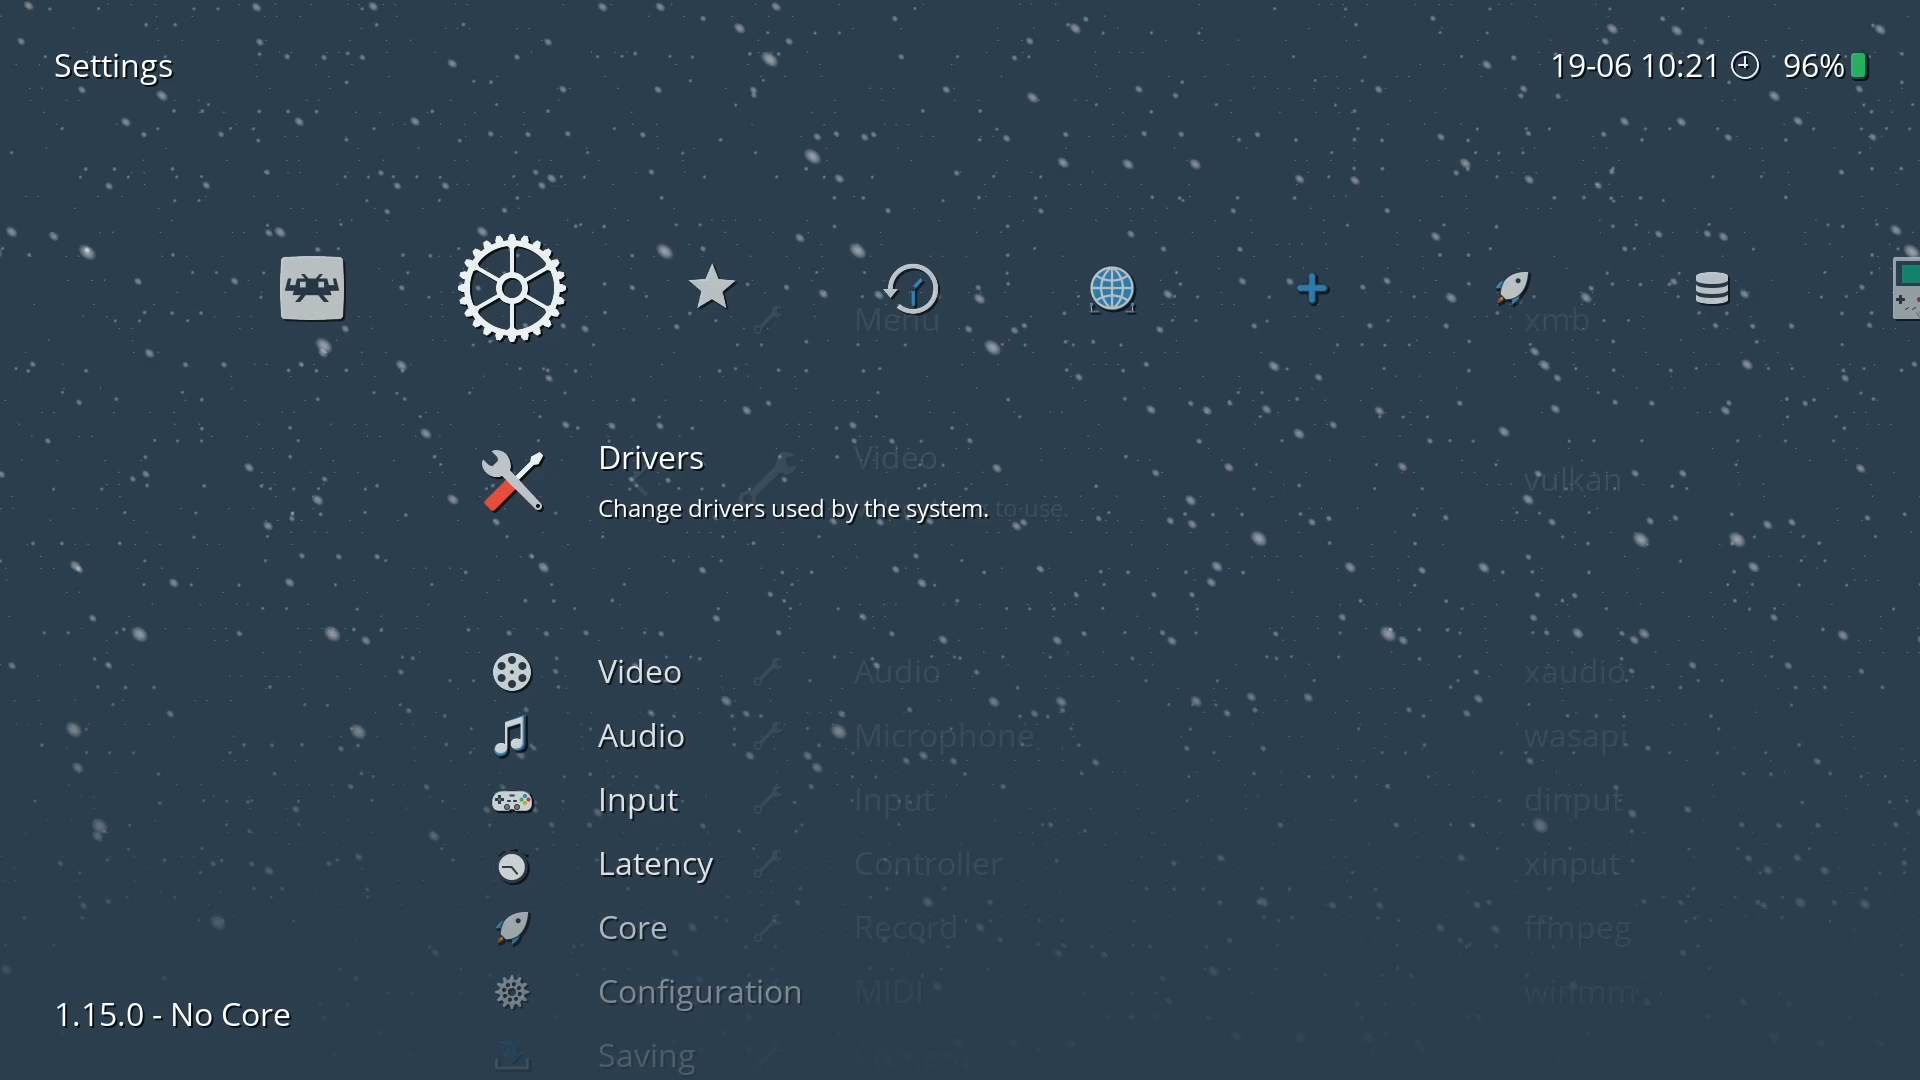 Settings
19-06 10:21 96%
Menu xmb
Drivers Video
vulkan
Change drivers used by the system. to use.
Video Audio xaudio
Audio Microphone wasapi
Input Input dinput
Latency Controller xinput
Core Record ffmpeg
Configuration MIDI winmm
1.15.0 - No Core
Saving